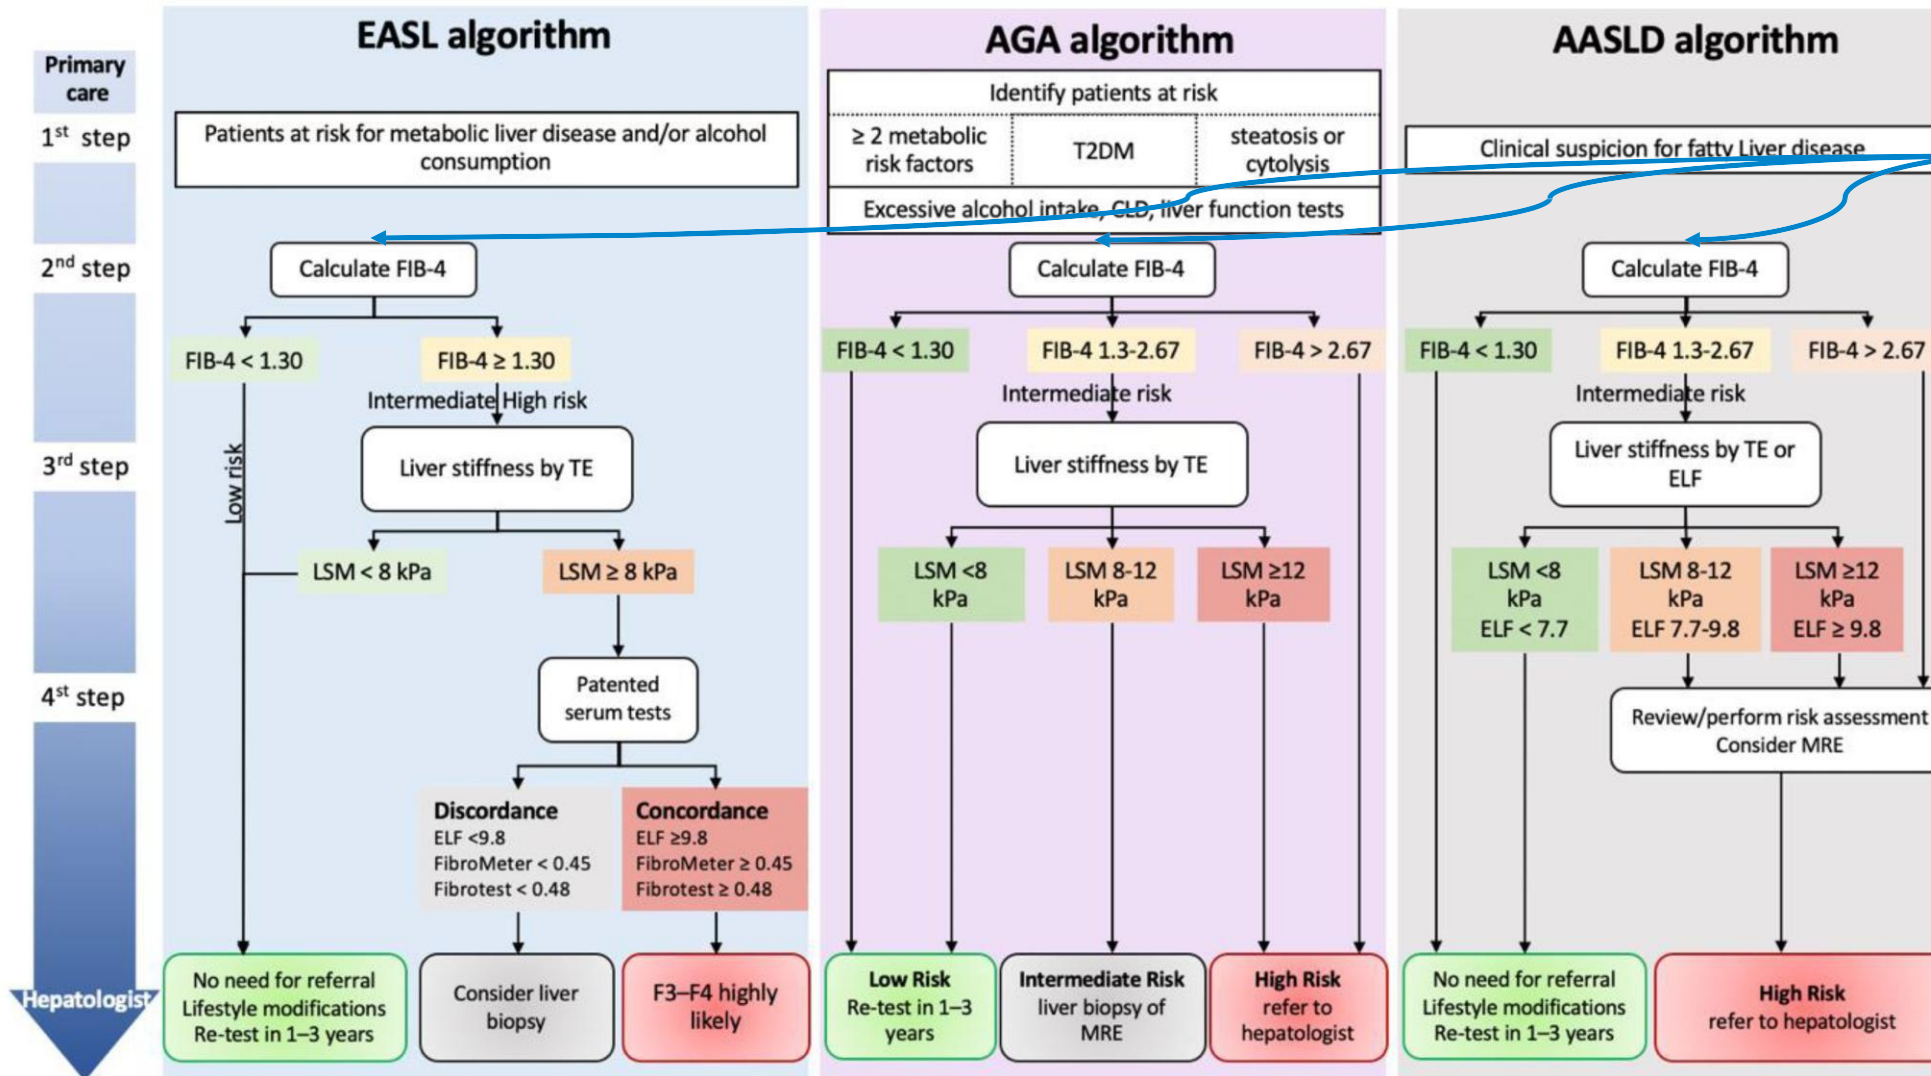 EASL algorithm
AGA algorithm
AASLD algorithm
Primary
care
1st step
2nd step
3rd step
4st step
Hepatologist
Patients at risk for metabolic liver disease and/or alcohol
consumption
Calculate FIB-4
FIB-4 < 1.30
FIB-4 ≥ 1.30
Intermediate High risk
Low risk
Liver stiffness by TE
LSM < 8 kPa
LSM ≥ 8 kPa
Patented
serum tests
Discordance
ELF <9.8
FibroMeter < 0.45
Fibrotest < 0.48
Concordance
ELF ≥9.8
FibroMeter ≥ 0.45
Fibrotest ≥ 0.48
No need for referral
Lifestyle modifications
Re-test in 1–3 years
Consider liver
biopsy
F3–F4 highly
likely
Identify patients at risk
≥ 2 metabolic
risk factors
T2DM
steatosis or
cytolysis
Excessive alcohol intake, CLD, liver function tests
Calculate FIB-4
FIB-4 < 1.30
FIB-4 1.3-2.67
FIB-4 > 2.67
Intermediate risk
Liver stiffness by TE
LSM <8
kPa
LSM 8-12
kPa
LSM ≥12
kPa
Low Risk
Re-test in 1–3
years
Intermediate Risk
liver biopsy of
MRE
High Risk
refer to
hepatologist
Clinical suspicion for fatty Liver disease
Calculate FIB-4
FIB-4 < 1.30
FIB-4 1.3-2.67
FIB-4 > 2.67
Intermediate risk
Liver stiffness by TE or
ELF
LSM <8
kPa
ELF < 7.7
LSM 8-12
kPa
ELF 7.7-9.8
LSM ≥12
kPa
ELF ≥ 9.8
Review/perform risk assessment
Consider MRE
No need for referral
Lifestyle modifications
Re-test in 1–3 years
High Risk
refer to hepatologist